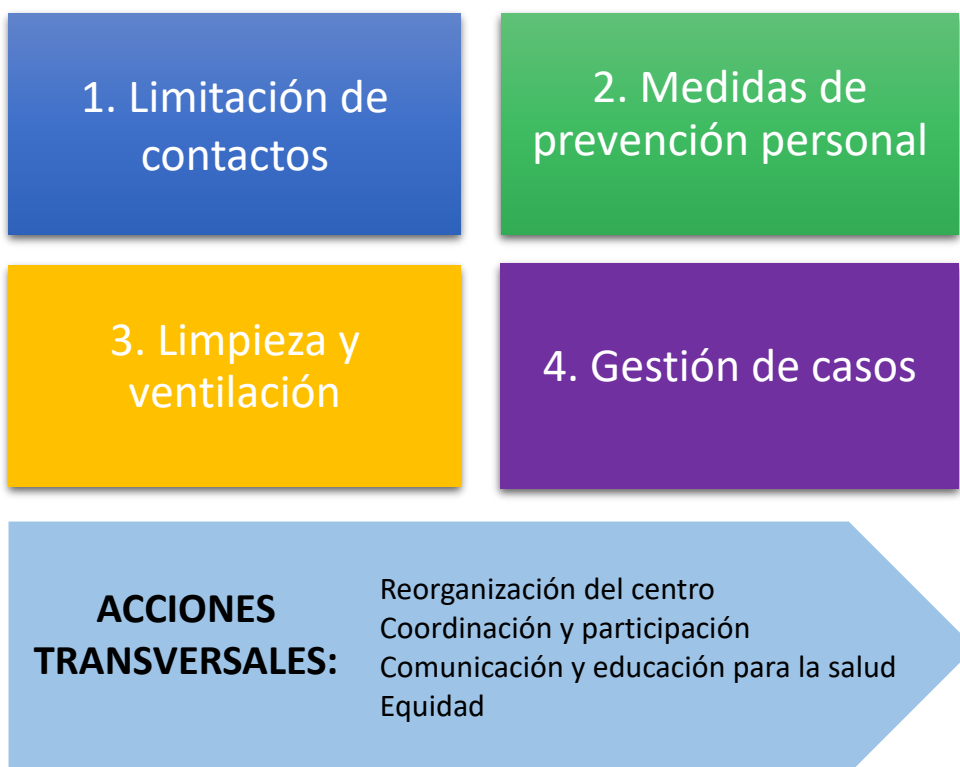 1. Limitación de
contactos
2. Medidas de
prevención personal
3. Limpieza y
ventilación
4. Gestión de casos
ACCIONES
TRANSVERSALES:
Reorganización del centro
Coordinación y participación
Comunicación y educación para la salud
Equidad